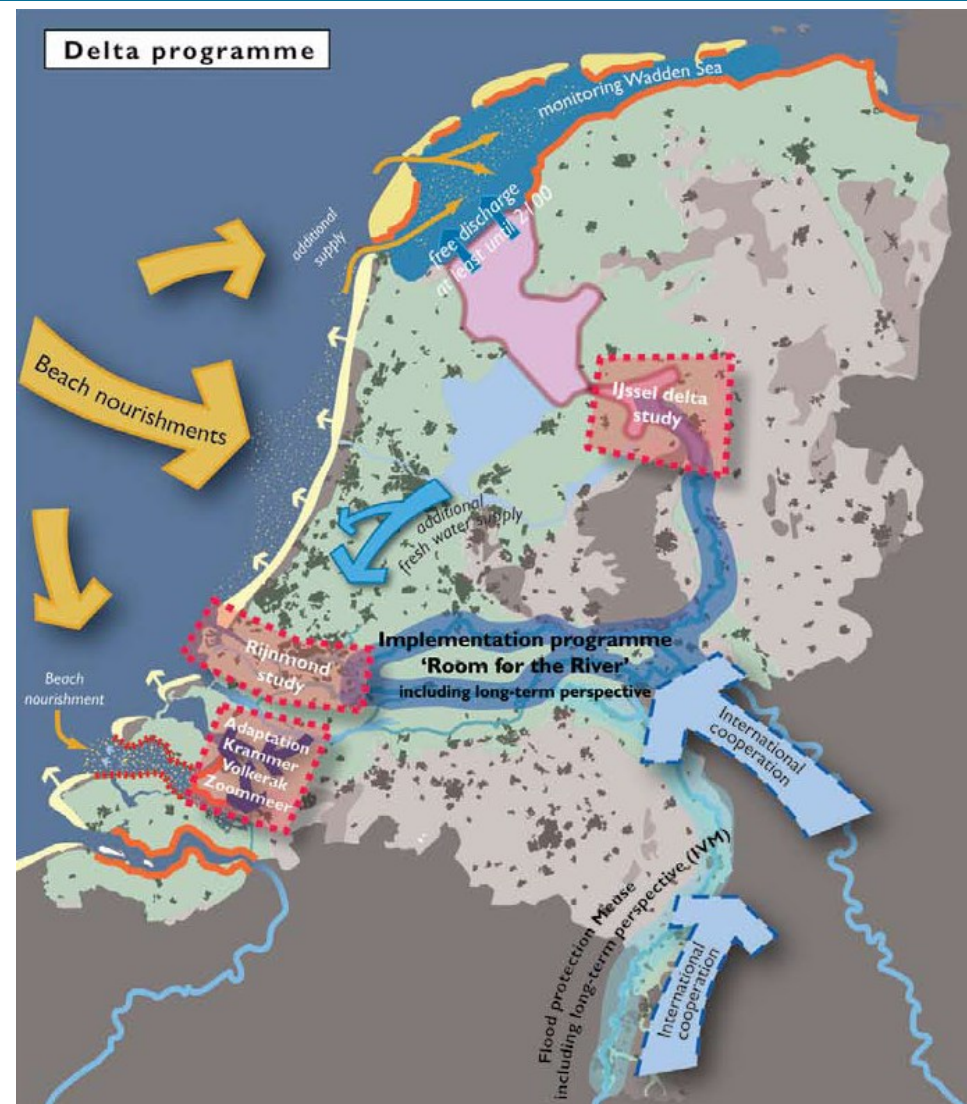 Delta programme
monitoring Wadden Sea
additional
supply
free discharge
at least until 2100
Beach nourishments
IJssel delta
study
additional
fresh water supply
Implementation programme
‘Room for the River’
including long-term perspective
Rijnmond
study
Beach
nourishment
Adaptation
Krammer
Volkerak
Zoommeer
International
cooperation
Flood protection Meuse
including long-term perspective (IVM)
International
cooperation